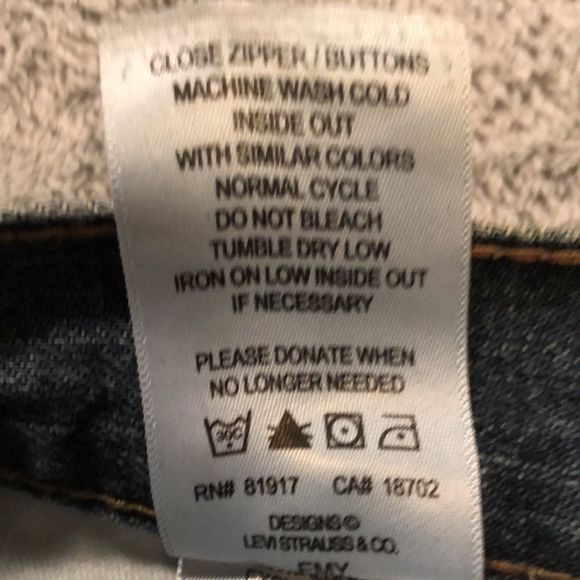 CLOSE ZIPPER / BUTTONS
MACHINE WASH COLD
INSIDE OUT
WITH SIMILAR COLORS
NORMAL CYCLE
DO NOT BLEACH
TUMBLE DRY LOW
IRON ON LOW INSIDE OUT
IF NECESSARY
PLEASE DONATE WHEN
NO LONGER NEEDED
30C
RN# 81917 CA# 18702
DESIGNS©
LEVI STRAUSS & CO.